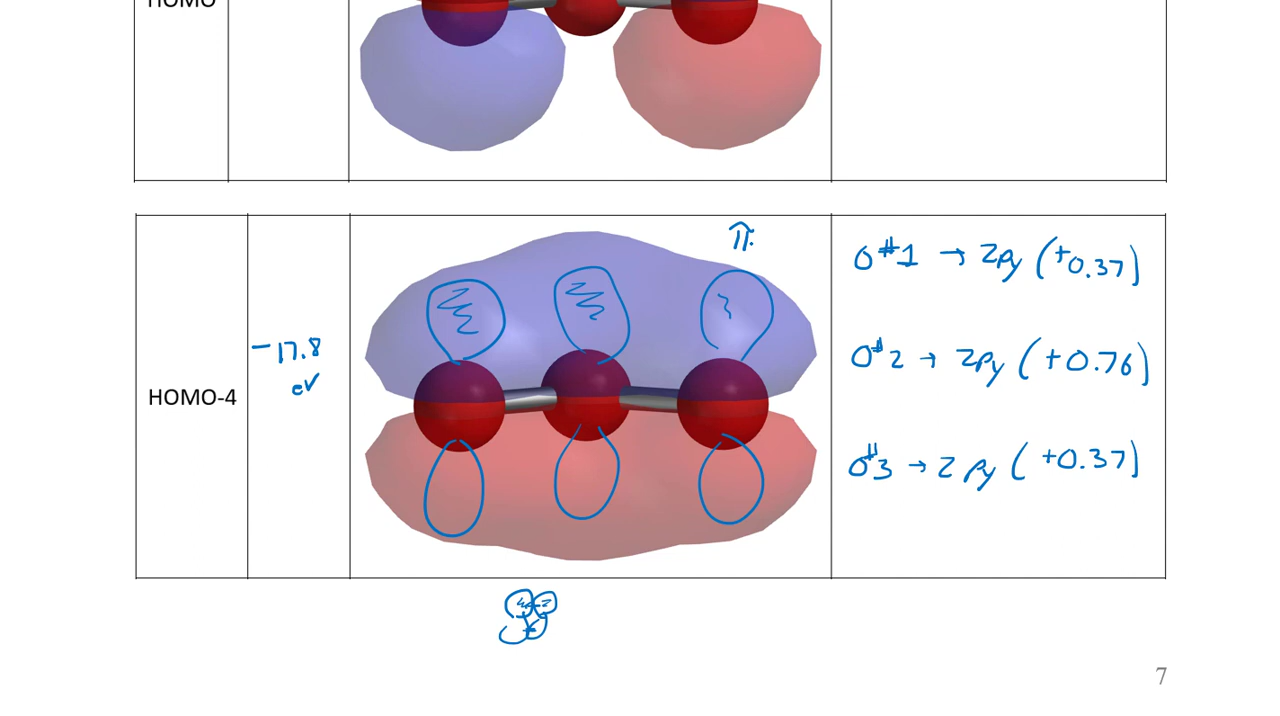 HOMO
π
O#1 → 2py (+0.37)
-17.8
eV
O#2 → 2py (+0.76)
HOMO-4
O#3 → 2py (+0.37)
7